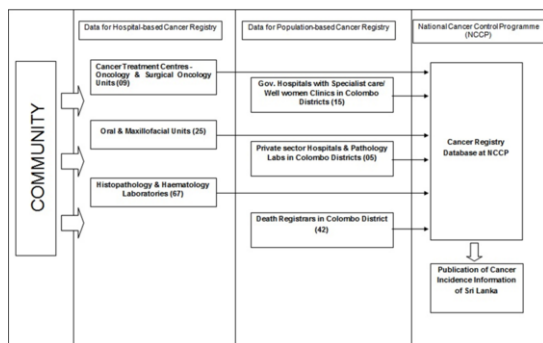 Data for Hospital-based Cancer Registry
Data for Population-based Cancer Registry
National Cancer Control Programme
(NCCP)
COMMUNITY
Cancer Treatment Centres -
Oncology & Surgical Oncology
Units (09)
Gov. Hospitals with Specialist care/
Well women Clinics in Colombo
Districts (15)
Oral & Maxillofacial Units (25)
Private sector Hospitals & Pathology
Labs in Colombo Districts (05)
Histopathology & Haematology
Laboratories (67)
Death Registrars in Colombo District
(42)
Cancer Registry
Database at NCCP
Publication of Cancer
Incidence Information
of Sri Lanka